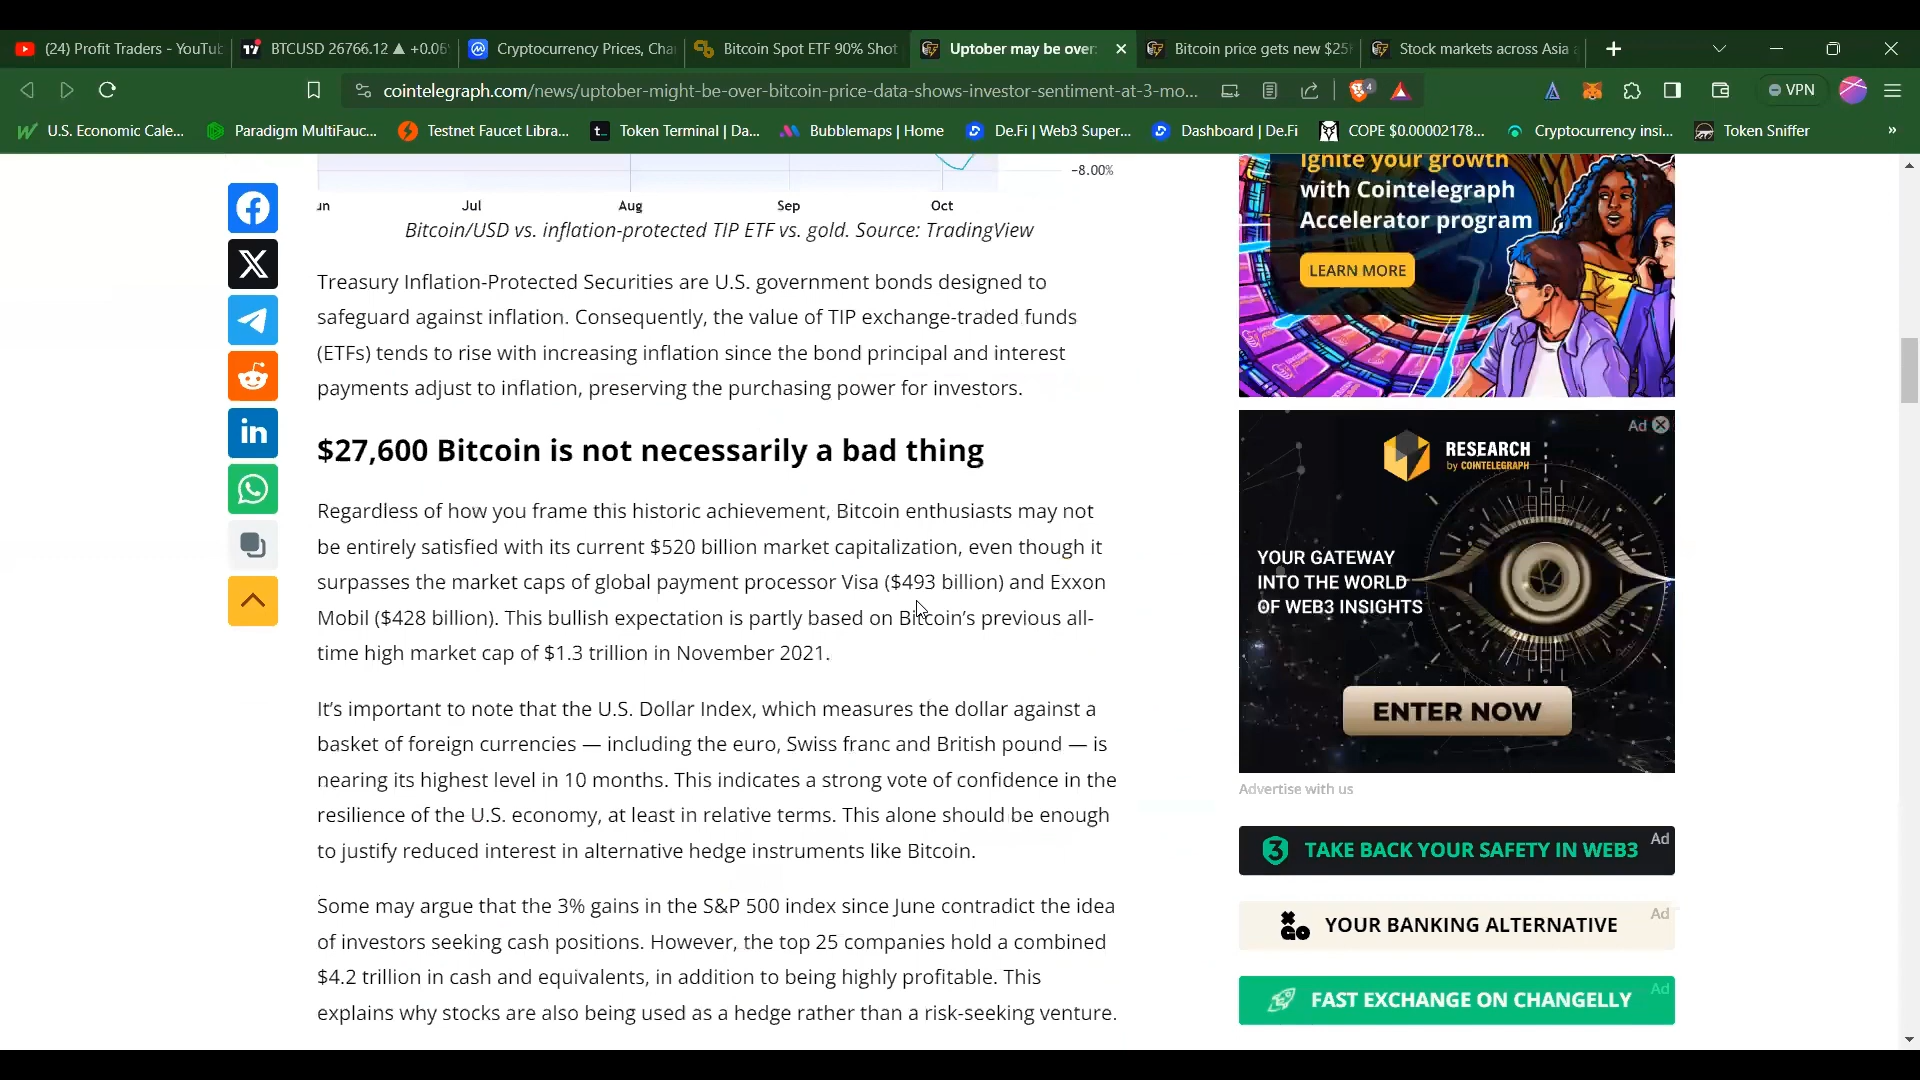 (24) Profit Traders - YouTub
BTCUSD 26766.12 ▲ +0.06
Cryptocurrency Prices, Cha
Bitcoin Spot ETF 90% Shot
Uptober may be over:
Bitcoin price gets new $25
Stock markets across Asia a
cointelegraph.com/news/uptober-might-be-over-bitcoin-price-data-shows-investor-sentiment-at-3-mo...
4
VPN
U.S. Economic Cale...
Paradigm MultiFauc...
Testnet Faucet Libra...
Token Terminal | Da...
Bubblemaps | Home
De.Fi | Web3 Super...
Dashboard | De.Fi
COPE $0.00002178...
Cryptocurrency insi...
Token Sniffer
»
−8.00%
un Jul Aug Sep Oct
Bitcoin/USD vs. inflation-protected TIP ETF vs. gold. Source: TradingView
Treasury Inflation-Protected Securities are U.S. government bonds designed to
safeguard against inflation. Consequently, the value of TIP exchange-traded funds
(ETFs) tends to rise with increasing inflation since the bond principal and interest
payments adjust to inflation, preserving the purchasing power for investors.
$27,600 Bitcoin is not necessarily a bad thing
Regardless of how you frame this historic achievement, Bitcoin enthusiasts may not
be entirely satisfied with its current $520 billion market capitalization, even though it
surpasses the market caps of global payment processor Visa ($493 billion) and Exxon
Mobil ($428 billion). This bullish expectation is partly based on Bitcoin's previous all-
time high market cap of $1.3 trillion in November 2021.
It's important to note that the U.S. Dollar Index, which measures the dollar against a
basket of foreign currencies — including the euro, Swiss franc and British pound — is
nearing its highest level in 10 months. This indicates a strong vote of confidence in the
resilience of the U.S. economy, at least in relative terms. This alone should be enough
to justify reduced interest in alternative hedge instruments like Bitcoin.
Some may argue that the 3% gains in the S&P 500 index since June contradict the idea
of investors seeking cash positions. However, the top 25 companies hold a combined
$4.2 trillion in cash and equivalents, in addition to being highly profitable. This
explains why stocks are also being used as a hedge rather than a risk-seeking venture.
Ignite your growth
with Cointelegraph
Accelerator program
LEARN MORE
Ad
RESEARCH
by COINTELEGRAPH
YOUR GATEWAY
INTO THE WORLD
OF WEB3 INSIGHTS
ENTER NOW
Advertise with us
TAKE BACK YOUR SAFETY IN WEB3
Ad
YOUR BANKING ALTERNATIVE
Ad
FAST EXCHANGE ON CHANGELLY
Ad